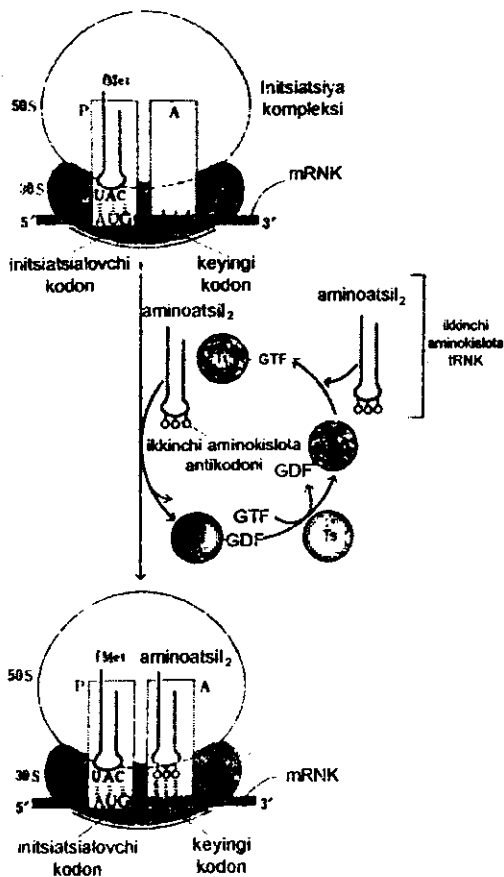 fMet
Initsiatsiya
kompleksi
50S
P
A
30S
UAC
mRNK
5´
AUG
3´
initsiatsialovchi
kodon
keyingi
kodon
aminoatsil₂
GTF
aminoatsil₂
ikkinchi
aminokislota
tRNK
ikkinchi aminokislota
antikodoni
GDF
GTF
GDF
Ts
fMet
aminoatsil₂
50S
P
A
30S
UAC
mRNK
5´
AUG
3´
initsiatsialovchi
kodon
keyingi
kodon